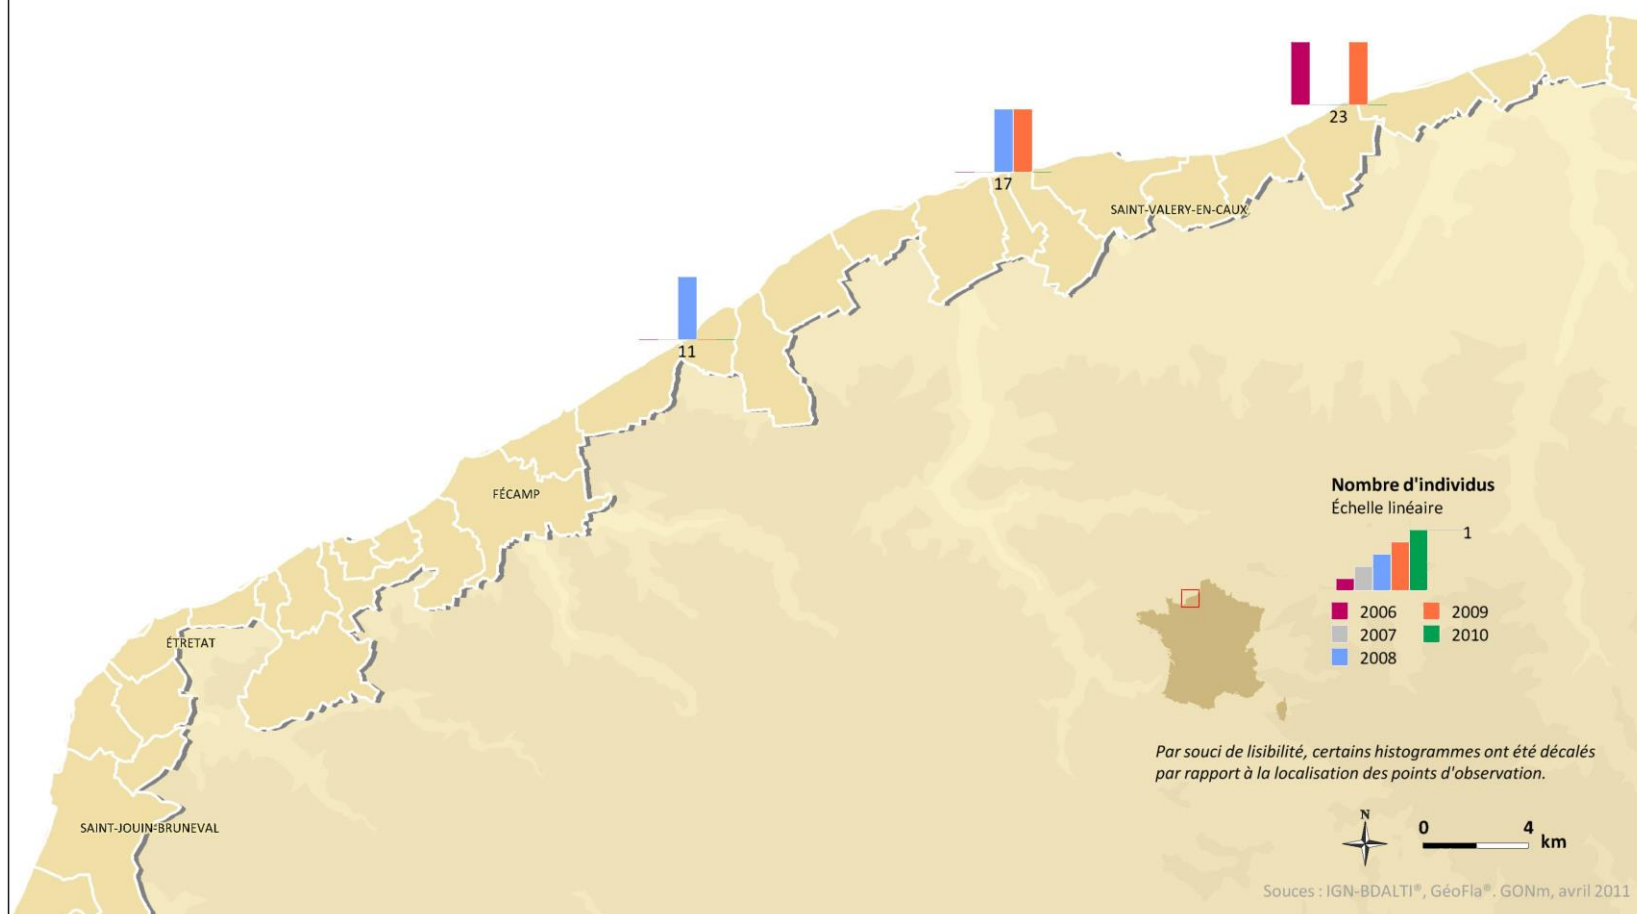 23
17
SAINT-VALERY-EN-CAUX
11
FÉCAMP
ÉTRETAT
SAINT-JOUIN-BRUNEVAL
Nombre d'individus
Échelle linéaire
1
2006 2009
2007 2010
2008
Par souci de lisibilité, certains histogrammes ont été décalés
par rapport à la localisation des points d'observation.
N
0 4
km
Souces : IGN-BDALTI®, GéoFla®. GONm, avril 2011